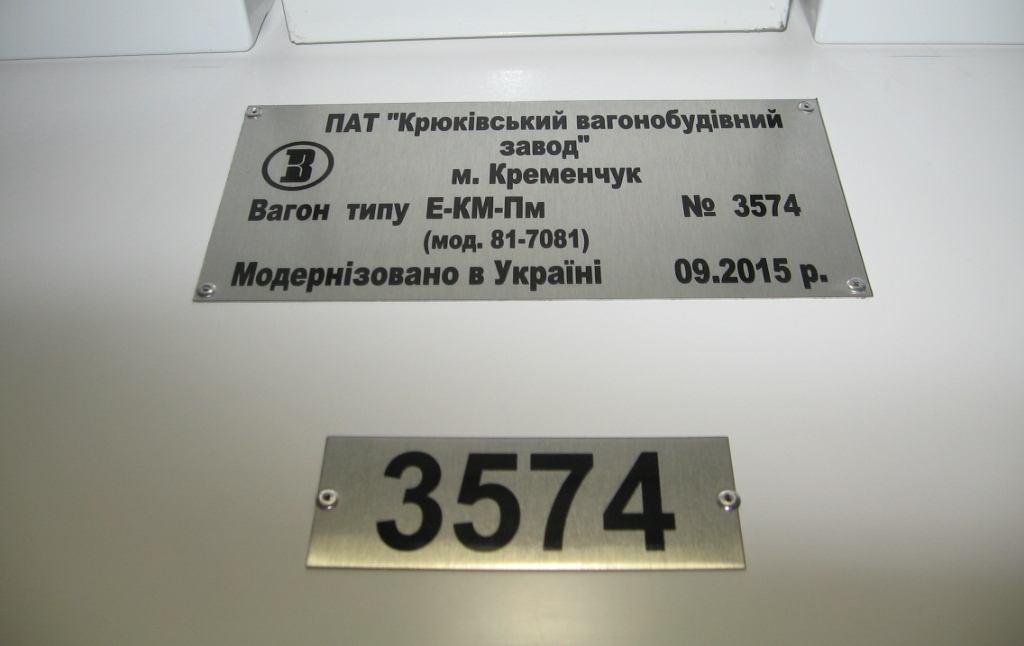 ПАТ "Крюківський вагонобудівний
завод"
В
м. Кременчук
Вагон типу Е-КМ-Пм № 3574
(мод. 81-7081)
Модернізовано в Україні 09.2015 р.
3574